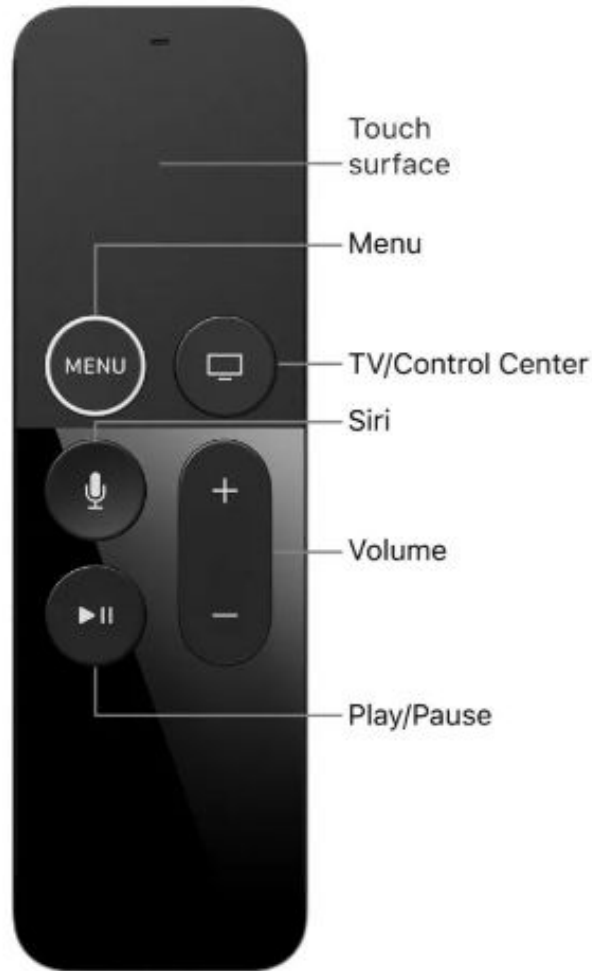 Touch
surface
Menu
MENU
TV/Control Center
Siri
Volume
Play/Pause